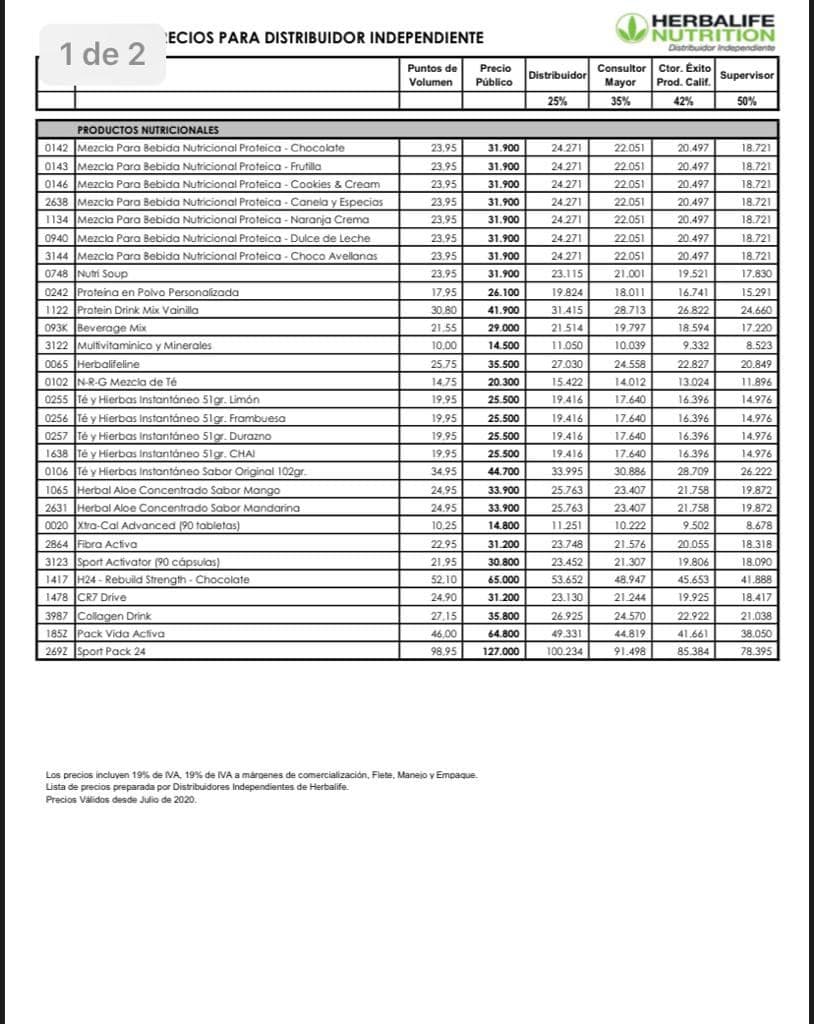 1 de 2
ECIOS PARA DISTRIBUIDOR INDEPENDIENTE
HERBALIFE
NUTRITION
Distribuidor Independiente
Puntos de Volumen Precio Público Distribuidor Consultor Mayor Ctor. Éxito Prod. Calif. Supervisor
25% 35% 42% 50%
PRODUCTOS NUTRICIONALES
0142 Mezcla Para Bebida Nutricional Proteica - Chocolate 23,95 31.900 24.271 22.051 20.497 18.721
0143 Mezcla Para Bebida Nutricional Proteica - Frutilla 23,95 31.900 24.271 22.051 20.497 18.721
0146 Mezcla Para Bebida Nutricional Proteica - Cookies & Cream 23,95 31.900 24.271 22.051 20.497 18.721
2638 Mezcla Para Bebida Nutricional Proteica - Canela y Especias 23,95 31.900 24.271 22.051 20.497 18.721
1134 Mezcla Para Bebida Nutricional Proteica - Naranja Crema 23,95 31.900 24.271 22.051 20.497 18.721
0940 Mezcla Para Bebida Nutricional Proteica - Dulce de Leche 23,95 31.900 24.271 22.051 20.497 18.721
3144 Mezcla Para Bebida Nutricional Proteica - Choco Avellanas 23,95 31.900 24.271 22.051 20.497 18.721
0748 Nutri Soup 23,95 31.900 23.115 21.001 19.521 17.830
0242 Proteína en Polvo Personalizada 17,95 26.100 19.824 18.011 16.741 15.291
1122 Protein Drink Mix Vainilla 30,80 41.900 31.415 28.713 26.822 24.660
093K Beverage Mix 21,55 29.000 21.514 19.797 18.594 17.220
3122 Multivitaminico y Minerales 10,00 14.500 11.050 10.039 9.332 8.523
0065 Herbalifeline 25,75 35.500 27.030 24.558 22.827 20.849
0102 N-R-G Mezcla de Té 14,75 20.300 15.422 14.012 13.024 11.896
0255 Té y Hierbas Instantáneo 51gr. Limón 19,95 25.500 19.416 17.640 16.396 14.976
0256 Té y Hierbas Instantáneo 51gr. Frambuesa 19,95 25.500 19.416 17.640 16.396 14.976
0257 Té y Hierbas Instantáneo 51gr. Durazno 19,95 25.500 19.416 17.640 16.396 14.976
1638 Té y Hierbas Instantáneo 51gr. CHAI 19,95 25.500 19.416 17.640 16.396 14.976
0106 Té y Hierbas Instantáneo Sabor Original 102gr. 34,95 44.700 33.995 30.886 28.709 26.222
1065 Herbal Aloe Concentrado Sabor Mango 24,95 33.900 25.763 23.407 21.758 19.872
2631 Herbal Aloe Concentrado Sabor Mandarina 24,95 33.900 25.763 23.407 21.758 19.872
0020 Xtra-Cal Advanced (90 tabletas) 10,25 14.800 11.251 10.222 9.502 8.678
2864 Fibra Activa 22,95 31.200 23.748 21.576 20.055 18.318
3123 Sport Activator (90 cápsulas) 21,95 30.800 23.452 21.307 19.806 18.090
1417 H24 - Rebuild Strength - Chocolate 52,10 65.000 53.652 48.947 45.653 41.888
1478 CR7 Drive 24,90 31.200 23.130 21.244 19.925 18.417
3987 Collagen Drink 27,15 35.800 26.925 24.570 22.922 21.038
185Z Pack Vida Activa 46,00 64.800 49.331 44.819 41.661 38.050
269Z Sport Pack 24 98,95 127.000 100.234 91.498 85.384 78.395
Los precios incluyen 19% de IVA, 19% de IVA a márgenes de comercialización, Flete, Manejo y Empaque.
Lista de precios preparada por Distribuidores Independientes de Herbalife.
Precios Válidos desde Julio de 2020.